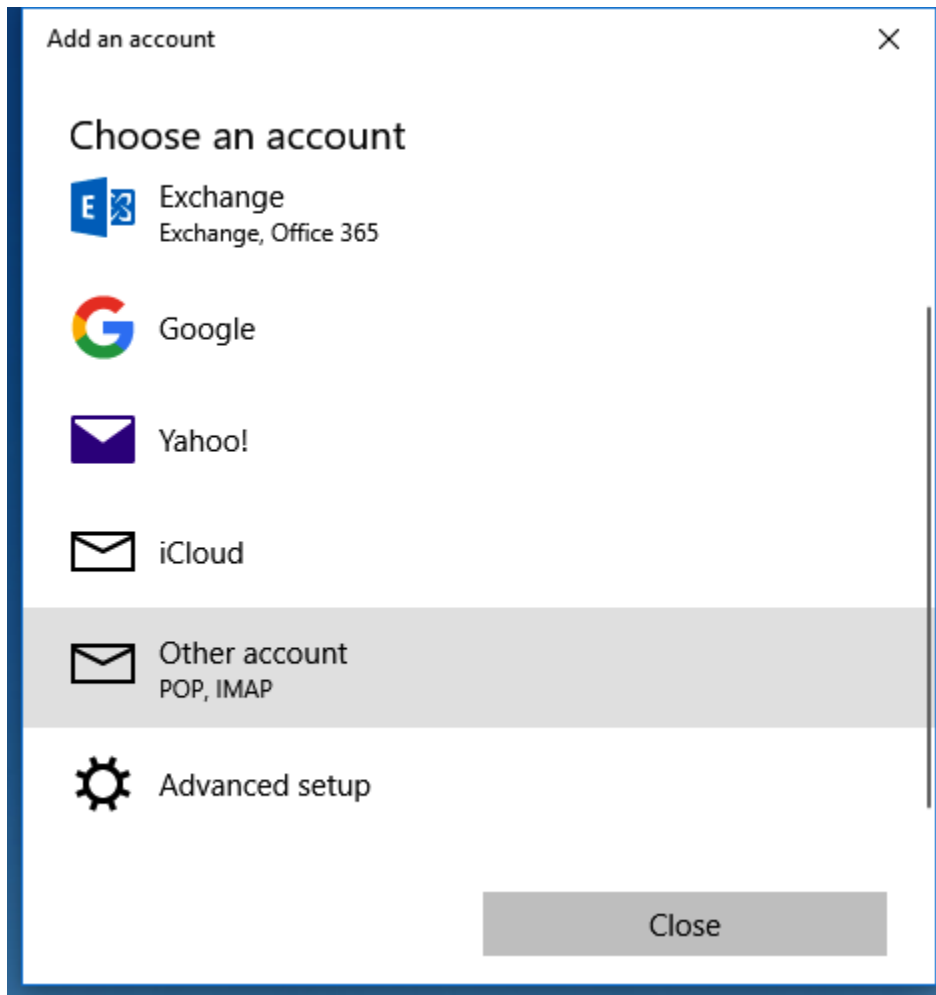 Add an account
Choose an account
E
Exchange
Exchange, Office 365
G
Google
Yahoo!
iCloud
Other account
POP, IMAP
Advanced setup
Close